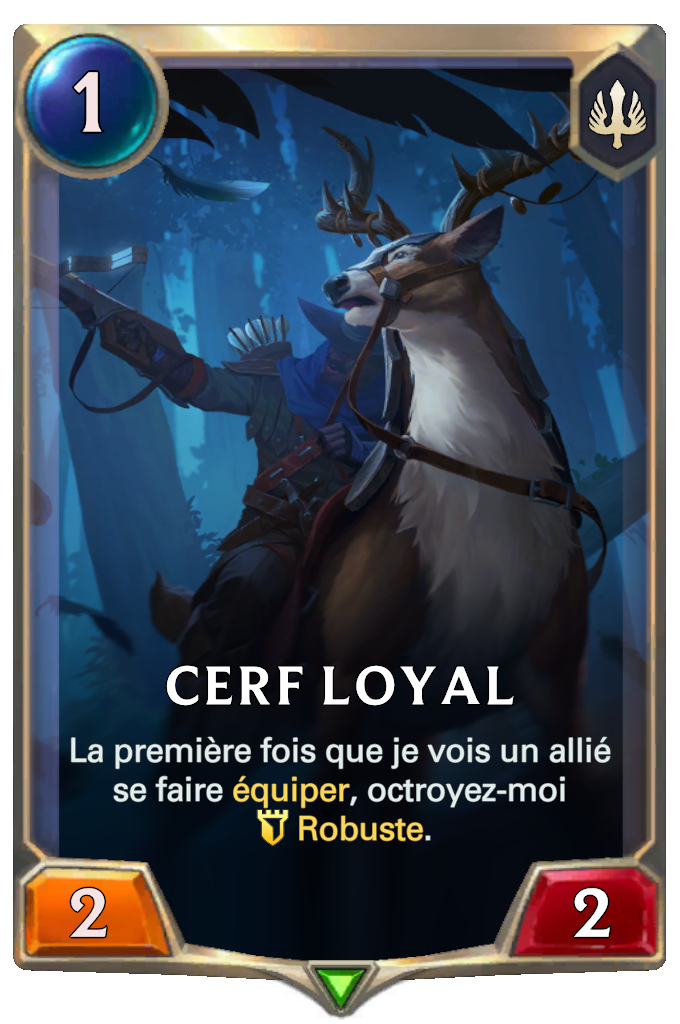 1
CERF LOYAL
La première fois que je vois un allié
se faire équiper, octroyez-moi
Robuste.
2
2